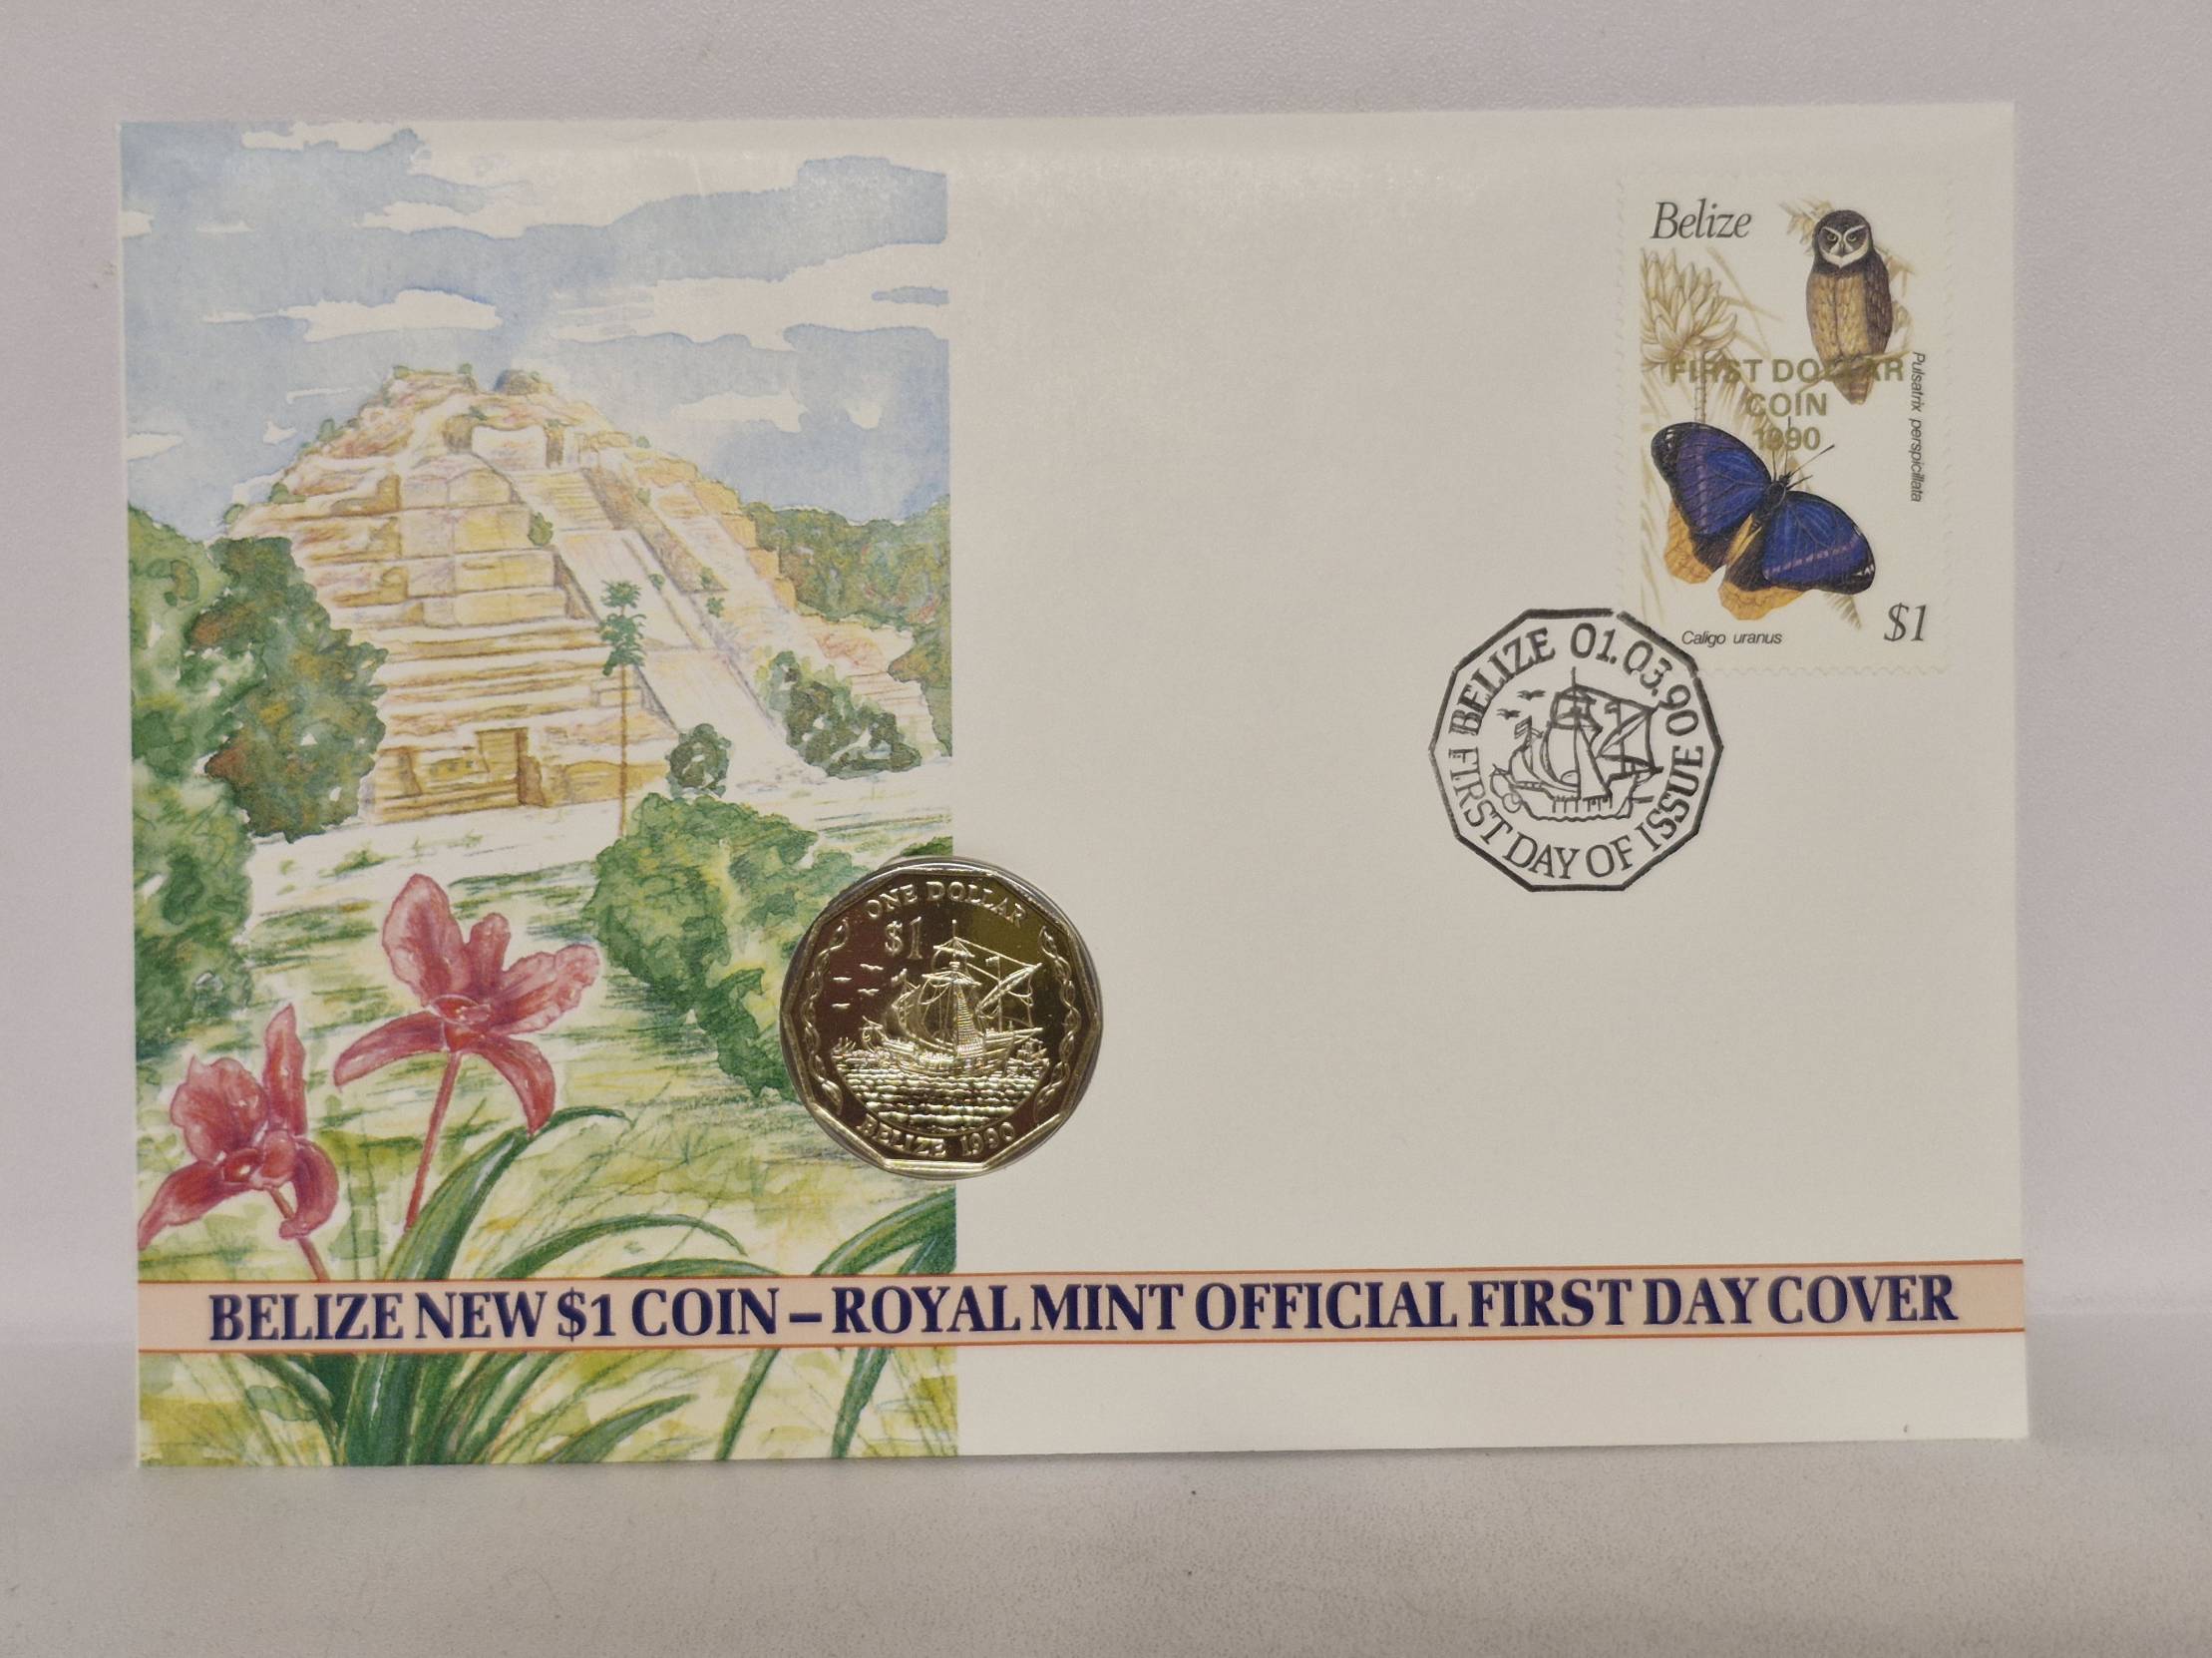 Belize
FIRST DOLLAR
COIN
1990
Pulsatrix perspicillata
Caligo uranus
$1
BELIZE 01.03.90
FIRST DAY OF ISSUE
ONE DOLLAR
$1
BELIZE 1990
BELIZE NEW $1 COIN – ROYAL MINT OFFICIAL FIRST DAY COVER